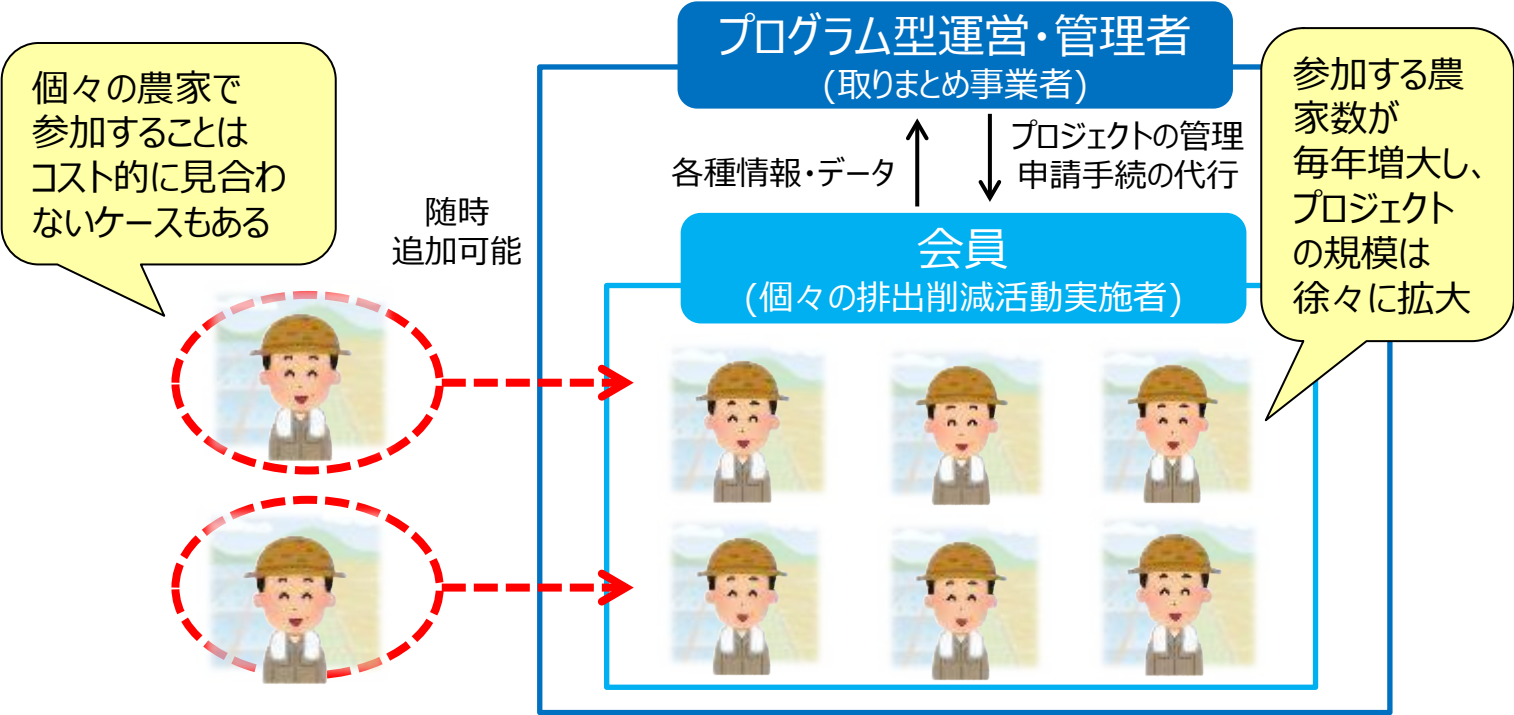 プログラム型運営・管理者
(取りまとめ事業者)
個々の農家で
参加することは
コスト的に見合わ
ないケースもある
参加する農
家数が
毎年増大し、
プロジェクト
の規模は
徐々に拡大
各種情報・データ
プロジェクトの管理
申請手続の代行
随時
追加可能
会員
(個々の排出削減活動実施者)